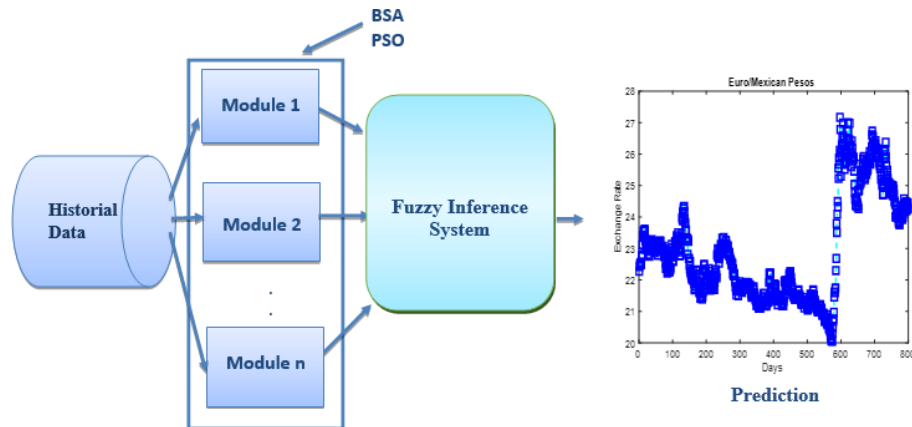 BSA
PSO
Historial
Data
Module 1
Module 2
.
.
Module n
Fuzzy Inference
System
Euro/Mexican Pesos
Exchange Rate
28
27
26
25
24
23
22
21
20
0 100 200 300 400 500 600 700 800
Days
Prediction